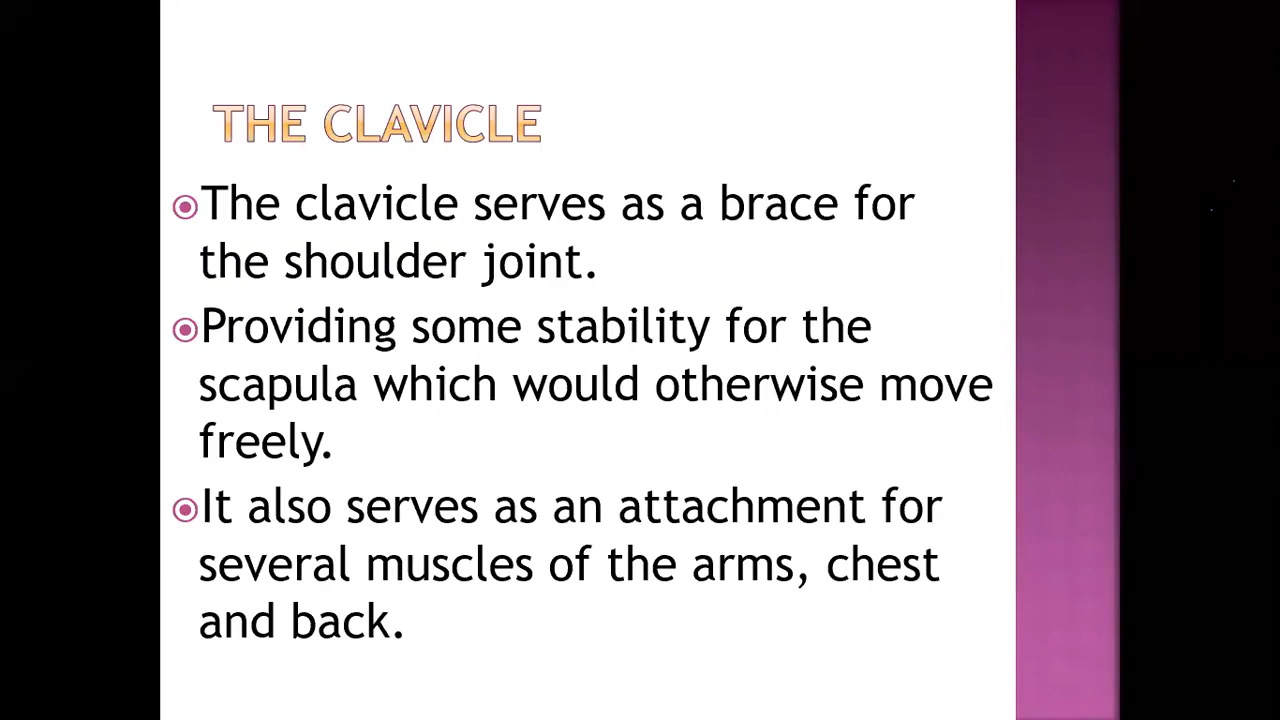 THE CLAVICLE
The clavicle serves as a brace for
the shoulder joint.
Providing some stability for the
scapula which would otherwise move
freely.
It also serves as an attachment for
several muscles of the arms, chest
and back.